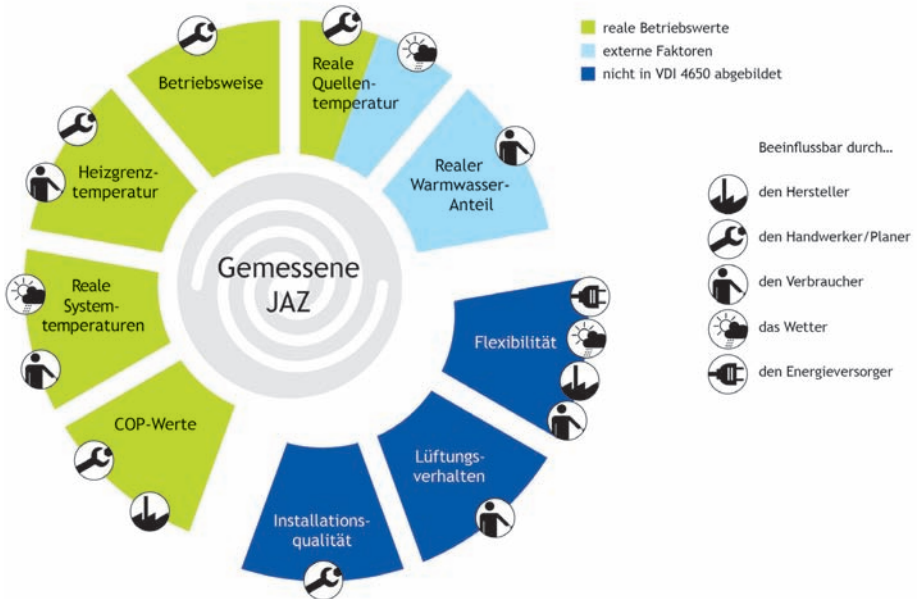 reale Betriebswerte
externe Faktoren
nicht in VDI 4650 abgebildet
Beeinflussbar durch...
den Hersteller
den Handwerker/Planer
den Verbraucher
das Wetter
den Energieversorger
Gemessene
JAZ
Betriebsweise
Reale
Quellen-
temperatur
Realer
Warmwasser-
Anteil
Flexibilität
Lüftungs-
verhalten
Installations-
qualität
COP-Werte
Reale
System-
temperaturen
Heizgrenz-
temperatur